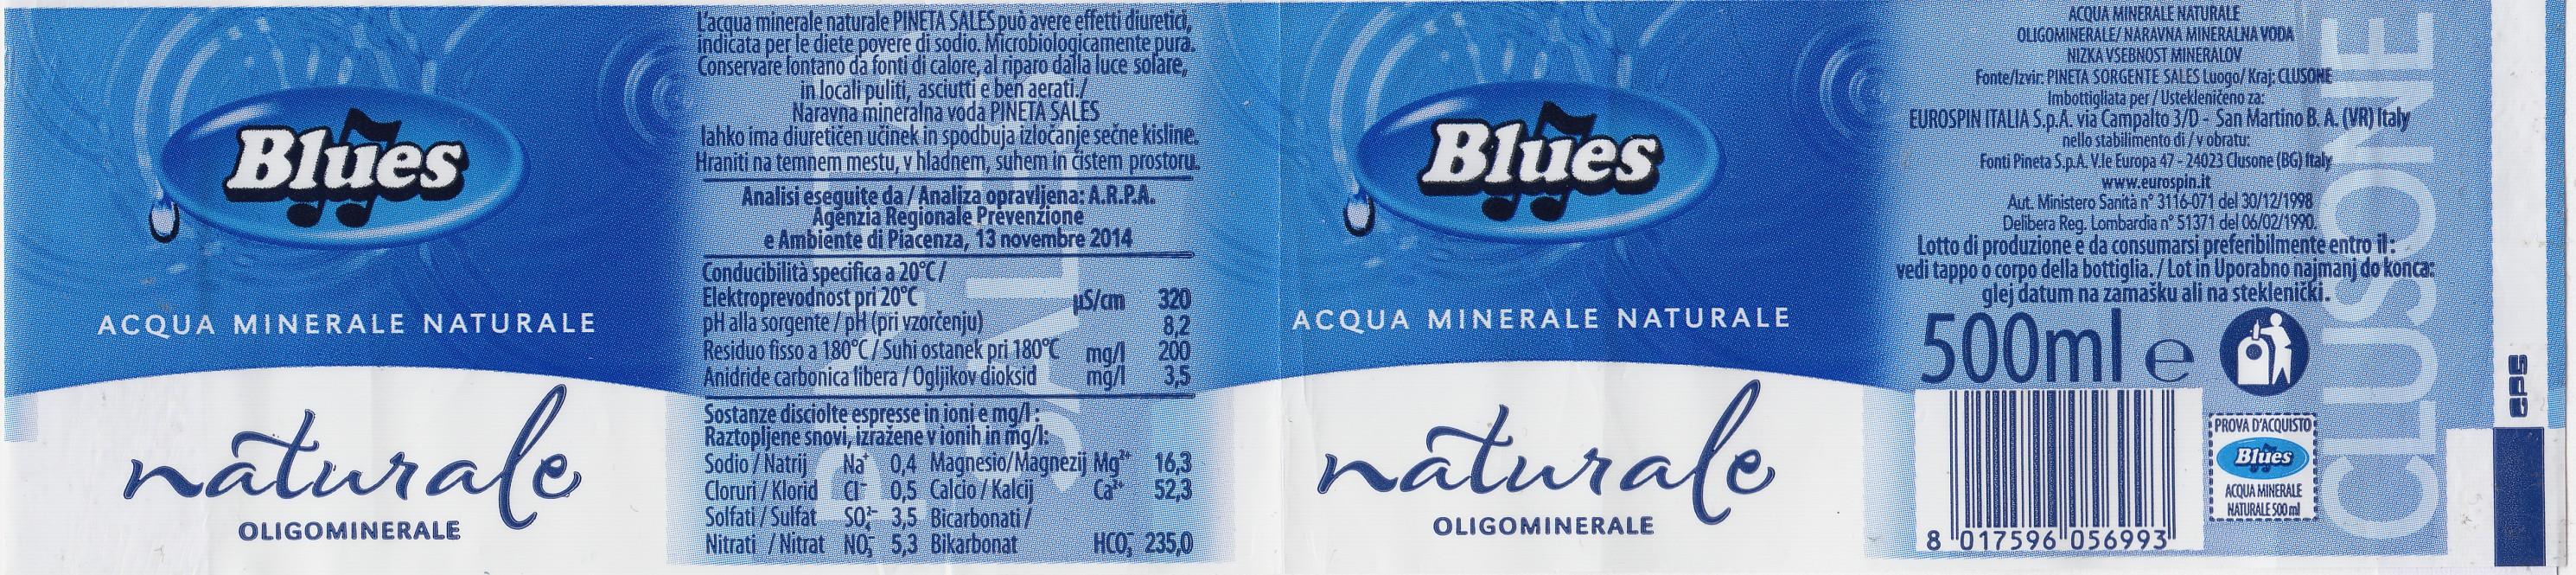 Blues
ACQUA MINERALE NATURALE
naturale
OLIGOMINERALE
PINETA
SALES
L'acqua minerale naturale PINETA SALES può avere effetti diuretici,
indicata per le diete povere di sodio. Microbiologicamente pura.
Conservare lontano da fonti di calore, al riparo dalla luce solare,
in locali puliti, asciutti e ben aerati./
Naravna mineralna voda PINETA SALES
lahko ima diuretičen učinek in spodbuja izločanje sečne kisline.
Hraniti na temnem mestu, v hladnem, suhem in čistem prostoru.
Analisi eseguite da / Analiza opravljena: A.R.P.A.
Agenzia Regionale Prevenzione
e Ambiente di Piacenza, 13 novembre 2014
Conducibilità specifica a 20°C /
Elektroprevodnost pri 20°C µS/cm 320
pH alla sorgente / pH (pri vzorčenju) 8,2
Residuo fisso a 180°C / Suhi ostanek pri 180°C mg/l 200
Anidride carbonica libera / Ogljikov dioksid mg/l 3,5
Sostanze disciolte espresse in ioni e mg/l :
Raztopljene snovi, izražene v ionih in mg/l:
Sodio / Natrij Na⁺ 0,4 Magnesio/Magnezij Mg²⁺ 16,3
Cloruri / Klorid Cl⁻ 0,5 Calcio / Kalcij Ca²⁺ 52,3
Solfati / Sulfat SO₄²⁻ 3,5 Bicarbonati /
Nitrati / Nitrat NO₃⁻ 5,3 Bikarbonat HCO₃⁻ 235,0
Blues
ACQUA MINERALE NATURALE
naturale
OLIGOMINERALE
ACQUA MINERALE NATURALE
OLIGOMINERALE/ NARAVNA MINERALNA VODA
NIZKA VSEBNOST MINERALOV
Fonte/Izvir: PINETA SORGENTE SALES Luogo/ Kraj: CLUSONE
Imbottigliata per / Ustekleničeno za:
EUROSPIN ITALIA S.p.A. via Campalto 3/D - San Martino B. A. (VR) Italy
nello stabilimento di / v obratu:
Fonti Pineta S.p.A. V.le Europa 47 - 24023 Clusone (BG) Italy
www.eurospin.it
Aut. Ministero Sanità n° 3116-071 del 30/12/1998
Delibera Reg. Lombardia n° 51371 del 06/02/1990.
Lotto di produzione e da consumarsi preferibilmente entro il :
vedi tappo o corpo della bottiglia. / Lot in Uporabno najmanj do konca:
glej datum na zamašku ali na steklenički.
500ml e
8 017596 056993
PROVA D'ACQUISTO
Blues
ACQUA MINERALE
NATURALE 500 ml
CLUSONE
CPS